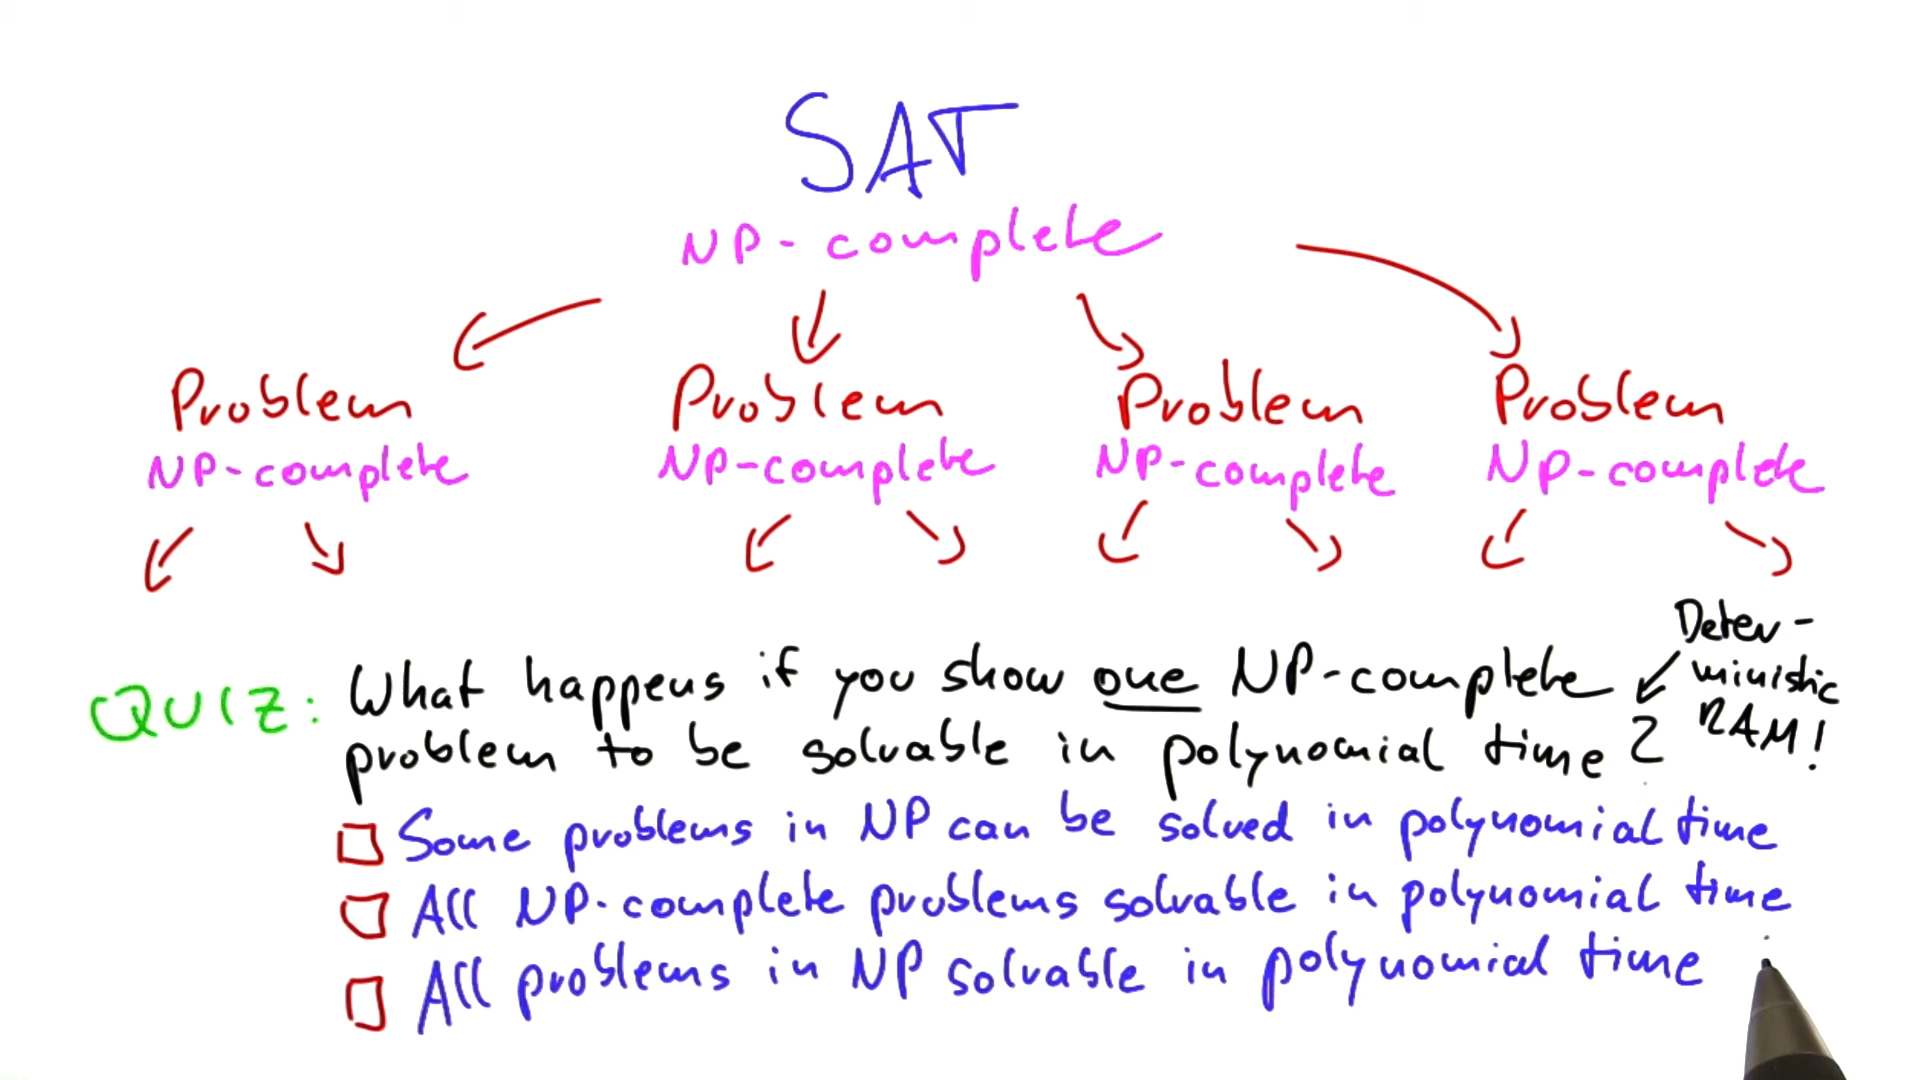 SAT
NP-complete
Problem Problem Problem Problem
NP-complete NP-complete NP-complete NP-complete
Deter-
ministic
RAM!
QUIZ: What happens if you show one NP-complete
problem to be solvable in polynomial time?
Some problems in NP can be solved in polynomial time
All NP-complete problems solvable in polynomial time
All problems in NP solvable in polynomial time